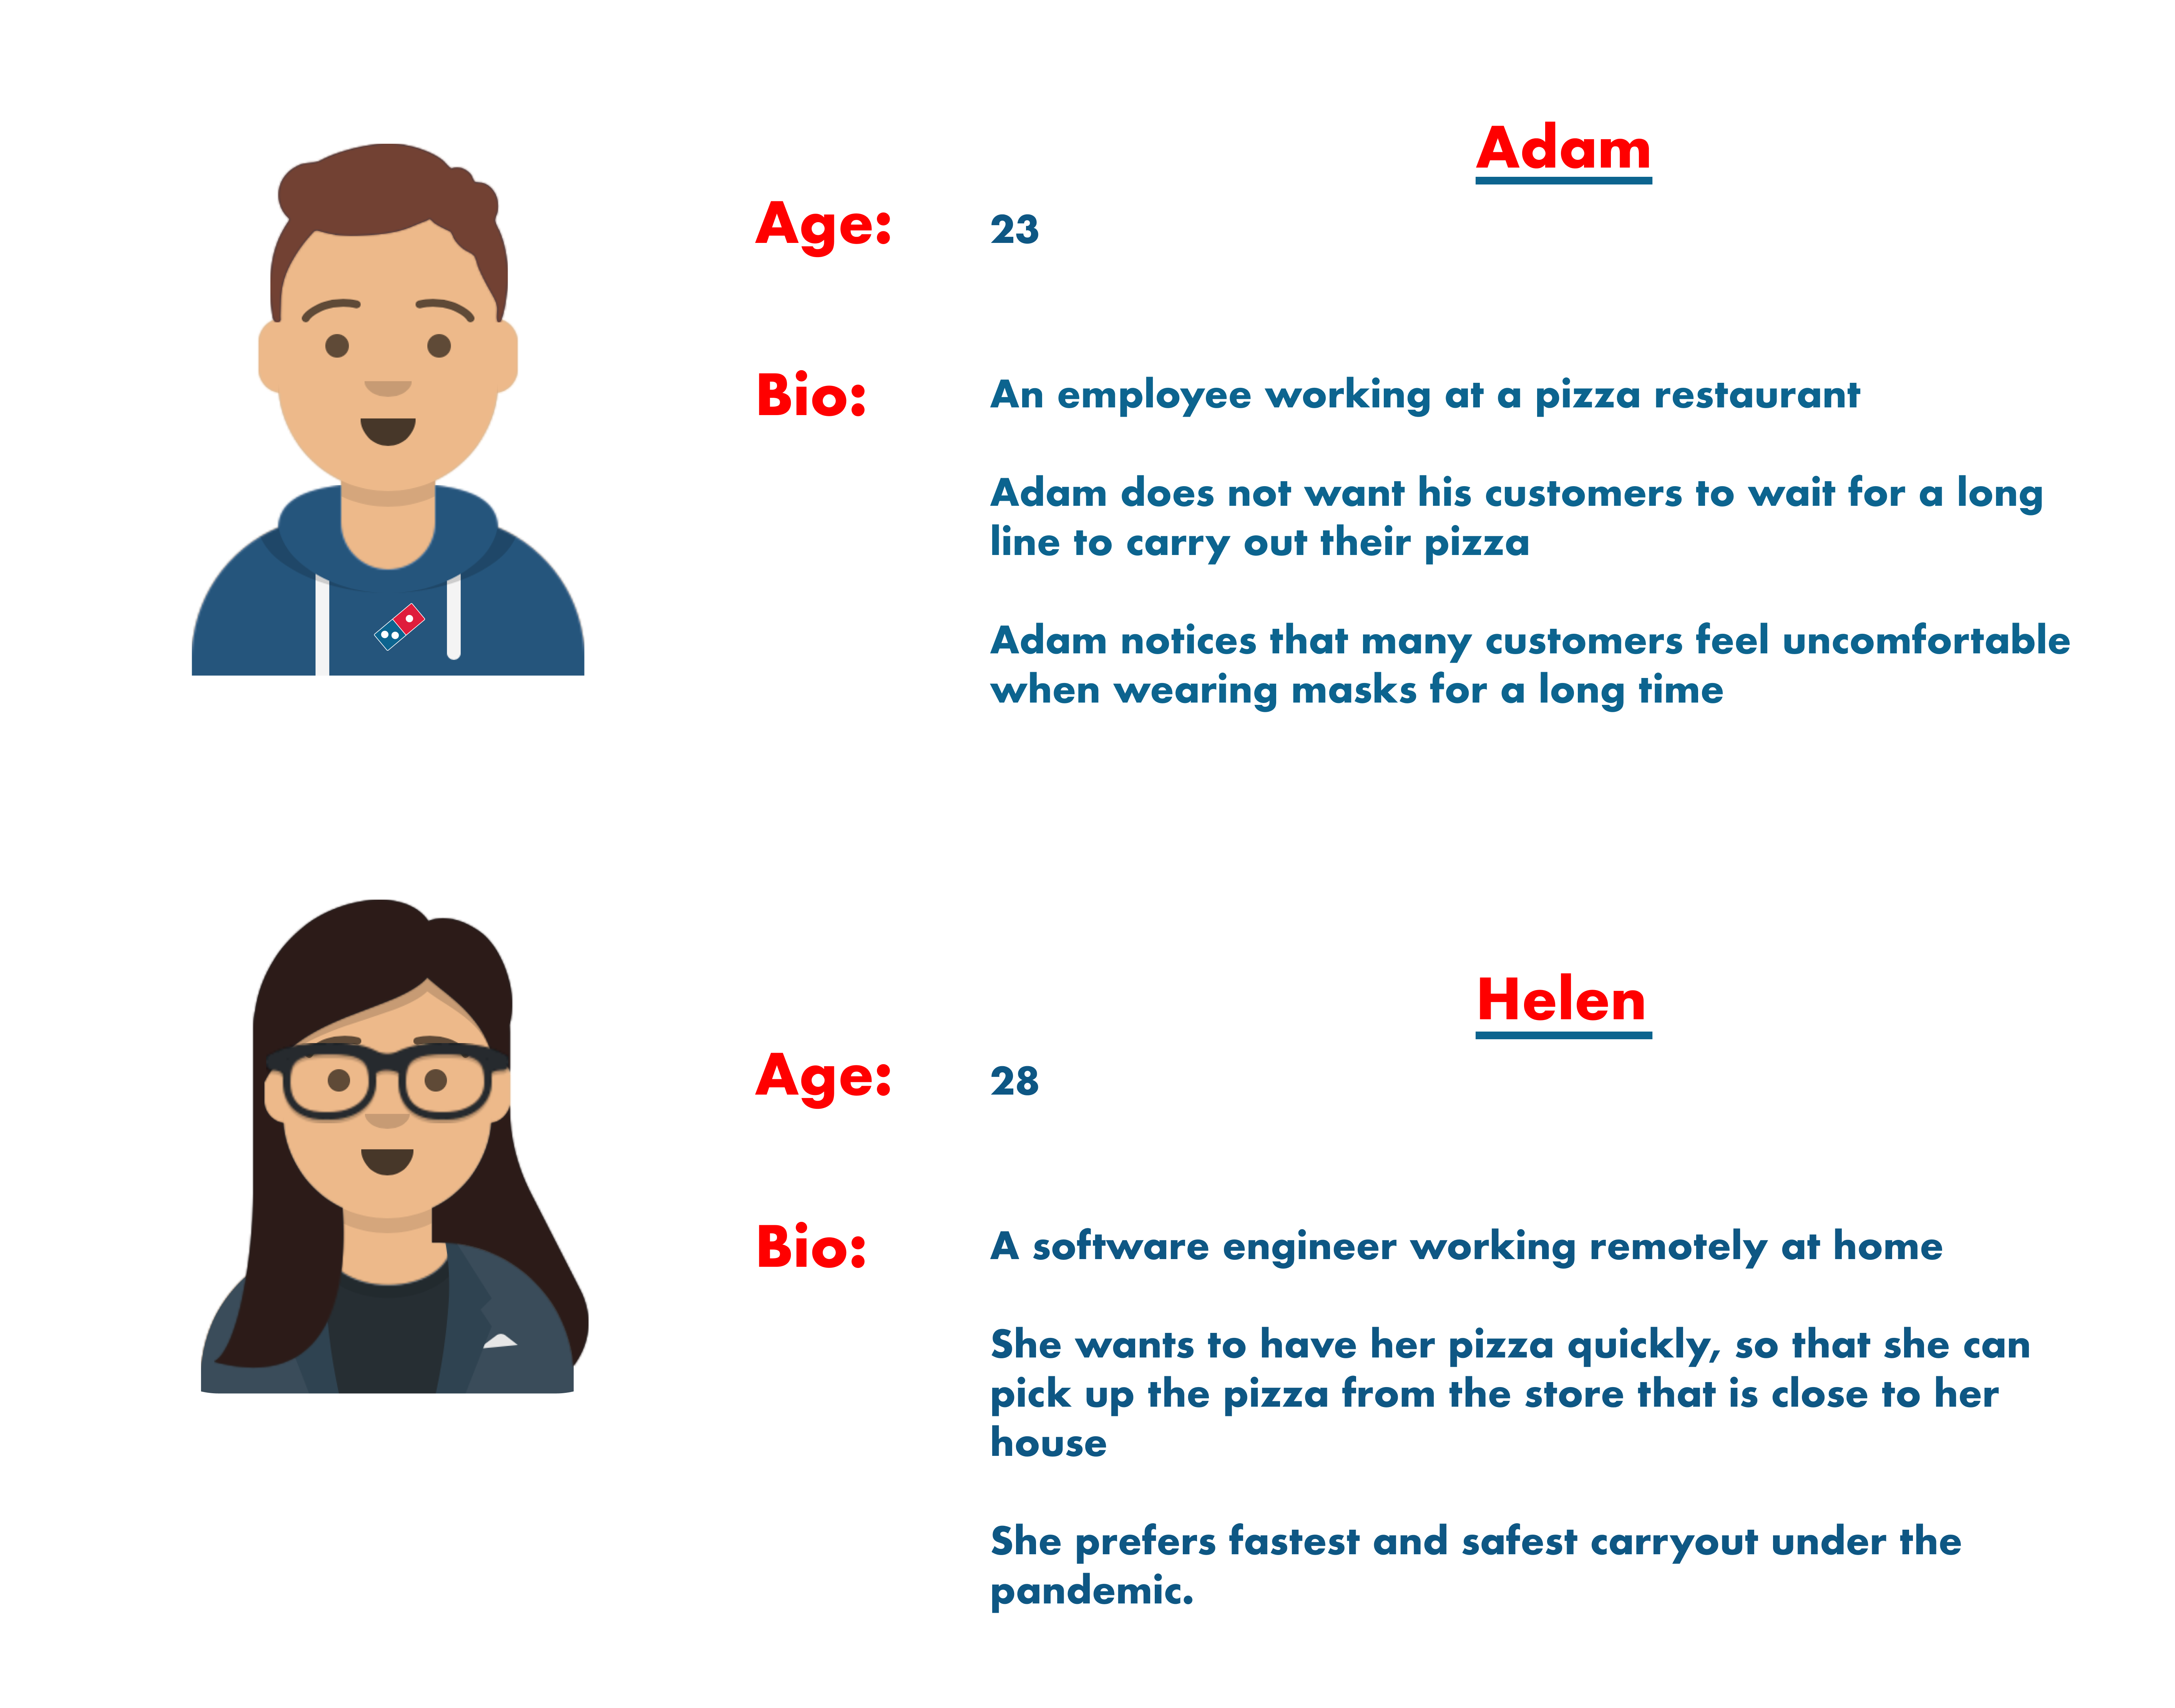 Adam
Age: 23
Bio: An employee working at a pizza restaurant
Adam does not want his customers to wait for a long
line to carry out their pizza
Adam notices that many customers feel uncomfortable
when wearing masks for a long time
Helen
Age: 28
Bio: A software engineer working remotely at home
She wants to have her pizza quickly, so that she can
pick up the pizza from the store that is close to her
house
She prefers fastest and safest carryout under the
pandemic.